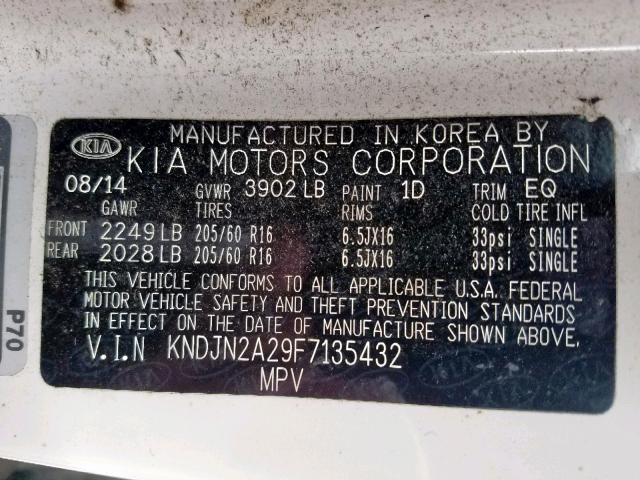 KIA MANUFACTURED IN KOREA BY
KIA MOTORS CORPORATION
08/14 GVWR 3902 LB PAINT 1D TRIM EQ
GAWR TIRES RIMS COLD TIRE INFL
FRONT 2249 LB 205/60 R16 6.5JX16 33psi SINGLE
REAR 2028 LB 205/60 R16 6.5JX16 33psi SINGLE
THIS VEHICLE CONFORMS TO ALL APPLICABLE U.S.A. FEDERAL
MOTOR VEHICLE SAFETY AND THEFT PREVENTION STANDARDS
IN EFFECT ON THE DATE OF MANUFACTURE SHOWN ABOVE.
V.I.N KNDJN2A29F7135432
MPV
P70